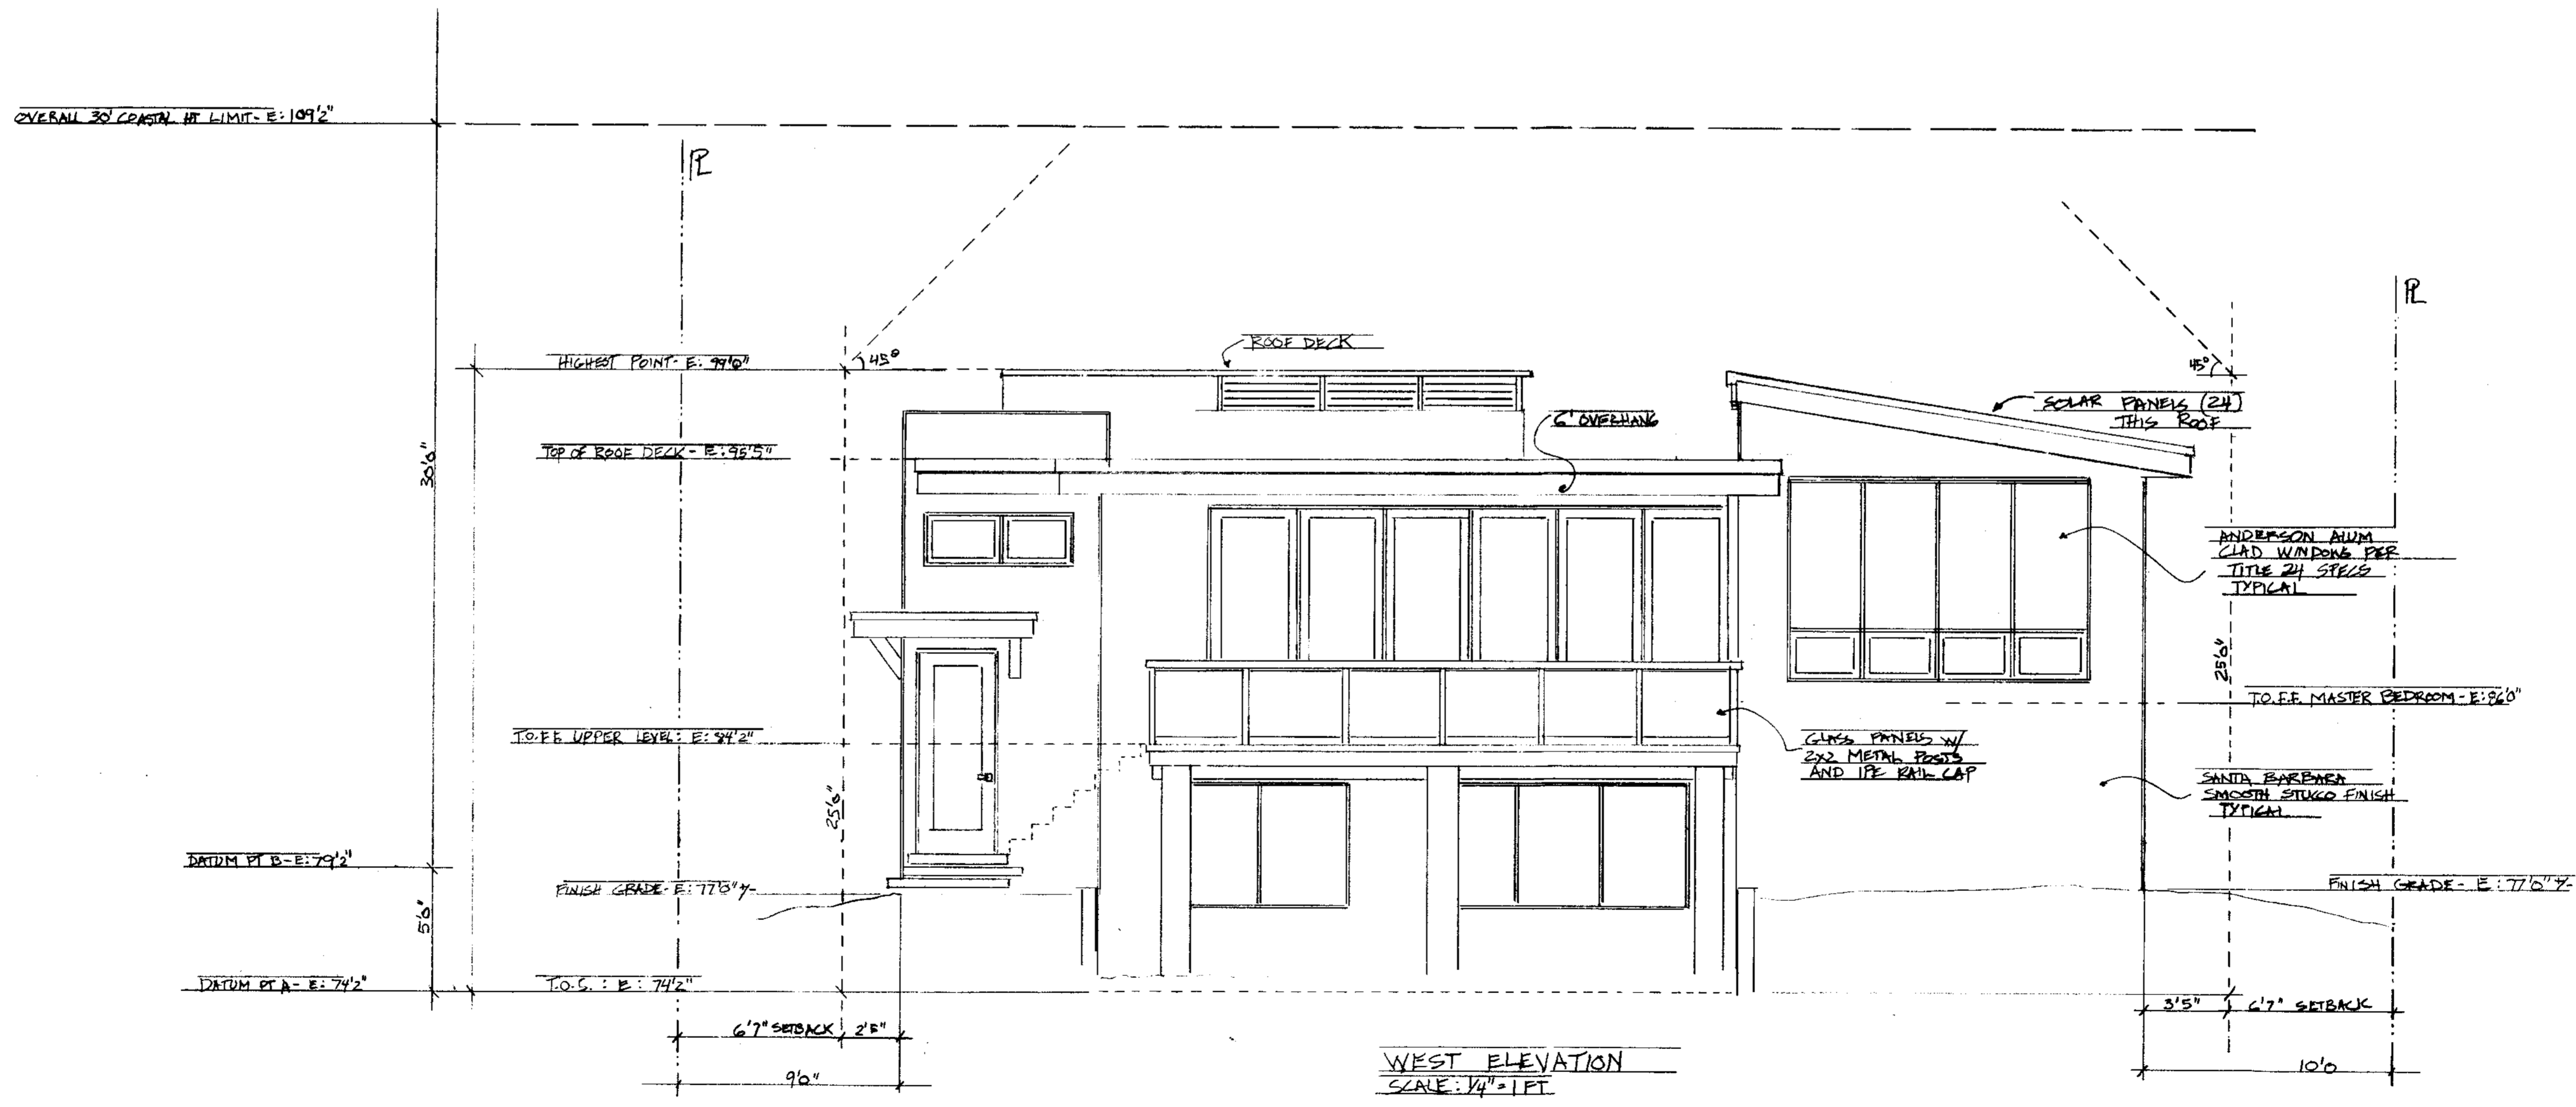 OVERALL 30' COASTAL HT LIMIT - E: 109'2"
PL
PL
ROOF DECK
HIGHEST POINT - E: 99'0"
45°
45°
SOLAR PANELS (24)
THIS ROOF
6' OVERHANG
TOP OF ROOF DECK - E: 95'5"
30'0"
ANDERSON ALUM
CLAD WINDOWS PER
TITLE 24 SPECS
TYPICAL
25'0"
T.O.F.F. MASTER BEDROOM - E: 86'0"
T.O.F.F. UPPER LEVEL: E: 84'2"
GLASS PANELS W/
2X2 METAL POSTS
AND IPE RAIL CAP
SANTA BARBARA
SMOOTH STUCCO FINISH
TYPICAL
25'0"
DATUM PT B - E: 79'2"
FINISH GRADE - E: 77'0" +/-
FINISH GRADE - E: 77'0" +/-
5'0"
DATUM PT A - E: 74'2"
T.O.S. : E : 74'2"
3'5"
6'7" SETBACK
6'7" SETBACK
2'5"
WEST ELEVATION
SCALE: 1/4" = 1 FT
9'0"
10'0